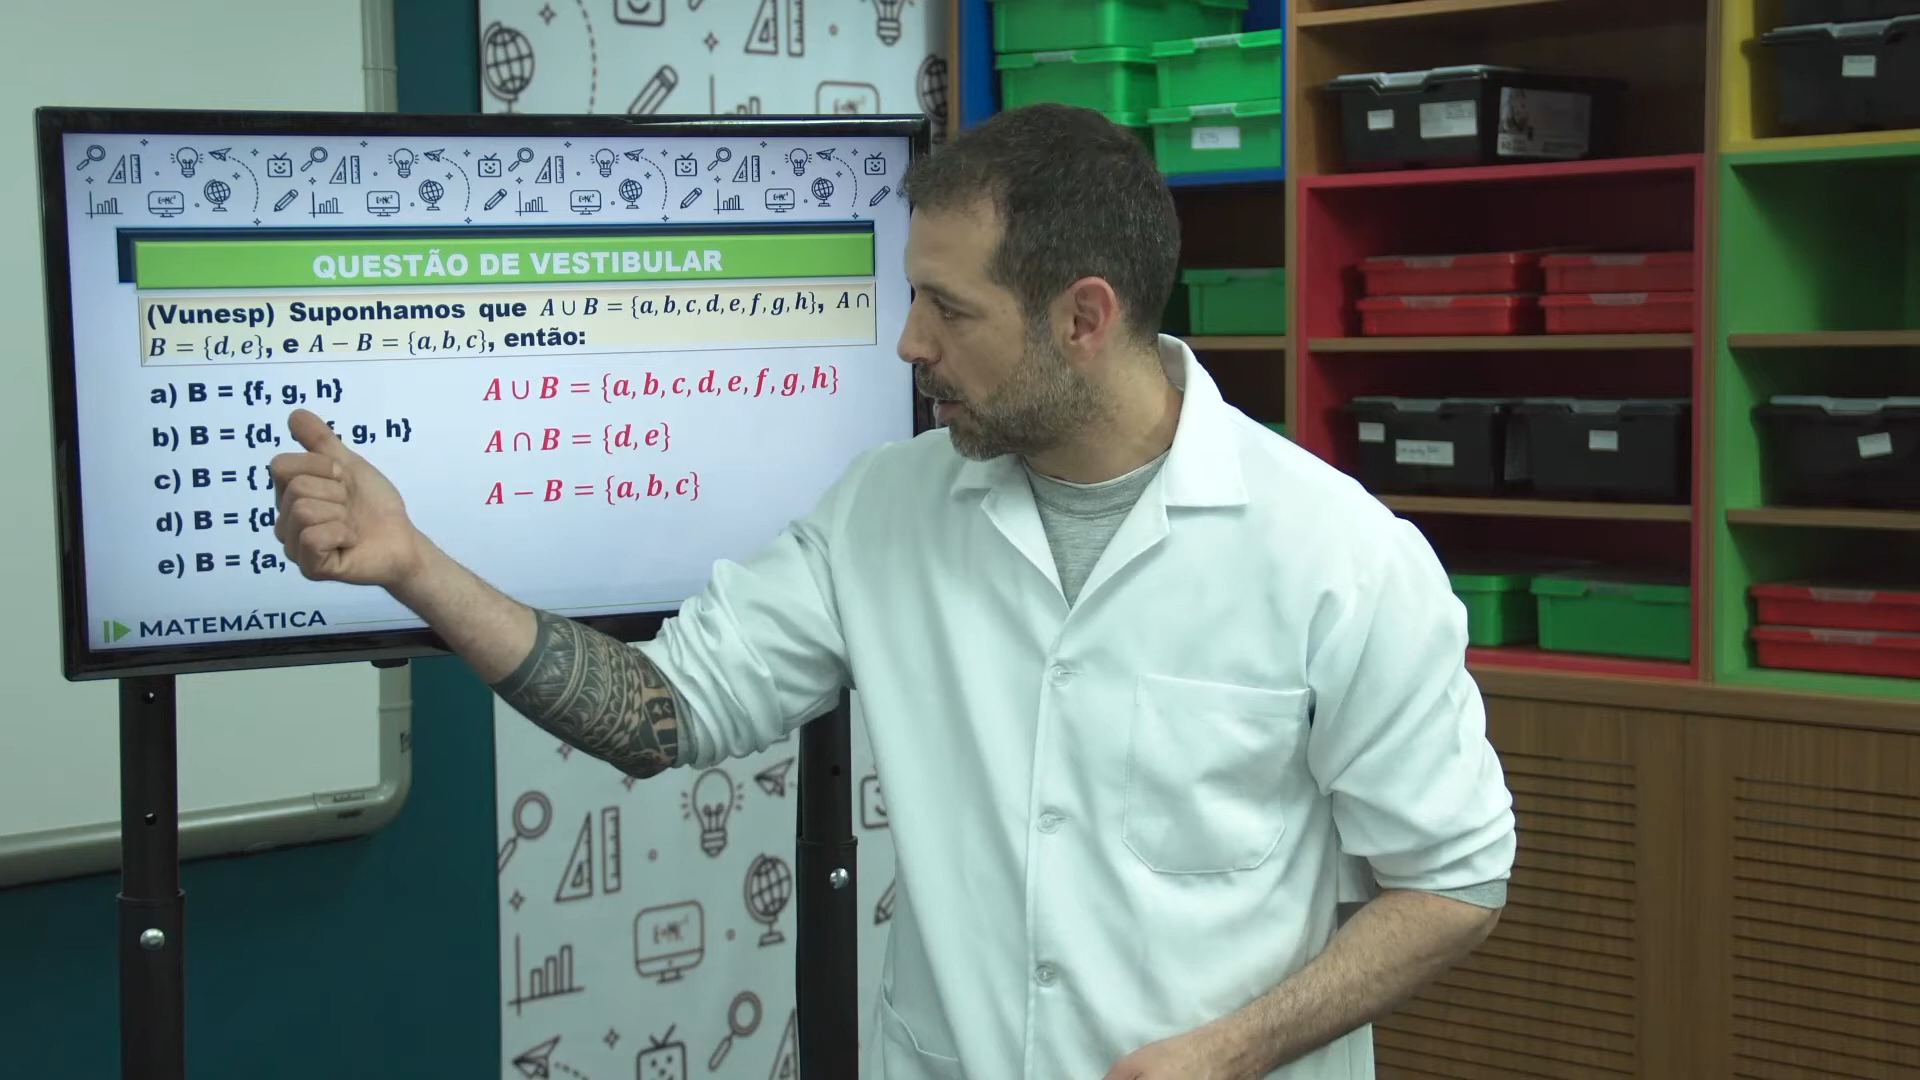 QUESTÃO DE VESTIBULAR
(Vunesp) Suponhamos que A ∪ B = {a, b, c, d, e, f, g, h}, A ∩
B = {d, e}, e A − B = {a, b, c}, então:
a) B = {f, g, h}
b) B = {d, f, g, h}
c) B = { }
d) B = {d
e) B = {a,
A ∪ B = {a, b, c, d, e, f, g, h}
A ∩ B = {d, e}
A − B = {a, b, c}
MATEMÁTICA